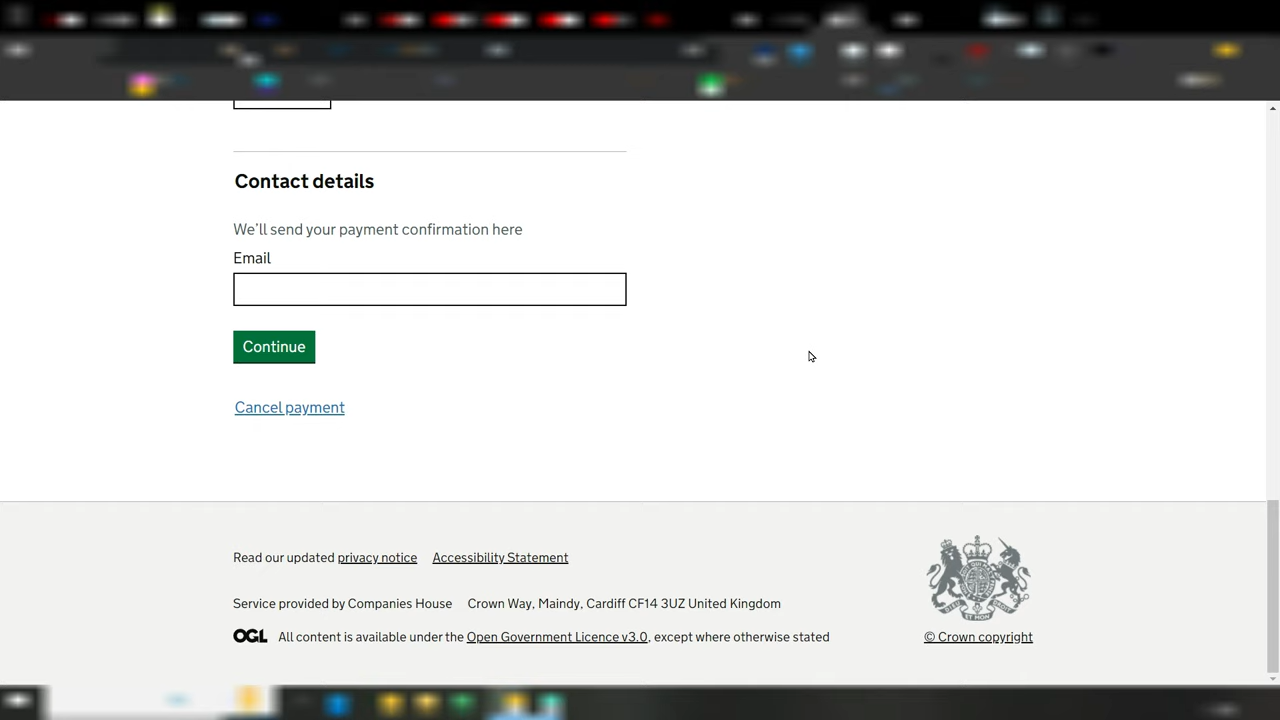 Contact details
We'll send your payment confirmation here
Email
Continue
Cancel payment
Read our updated privacy notice Accessibility Statement
Service provided by Companies House Crown Way, Maindy, Cardiff CF14 3UZ United Kingdom
OGL All content is available under the Open Government Licence v3.0, except where otherwise stated
© Crown copyright